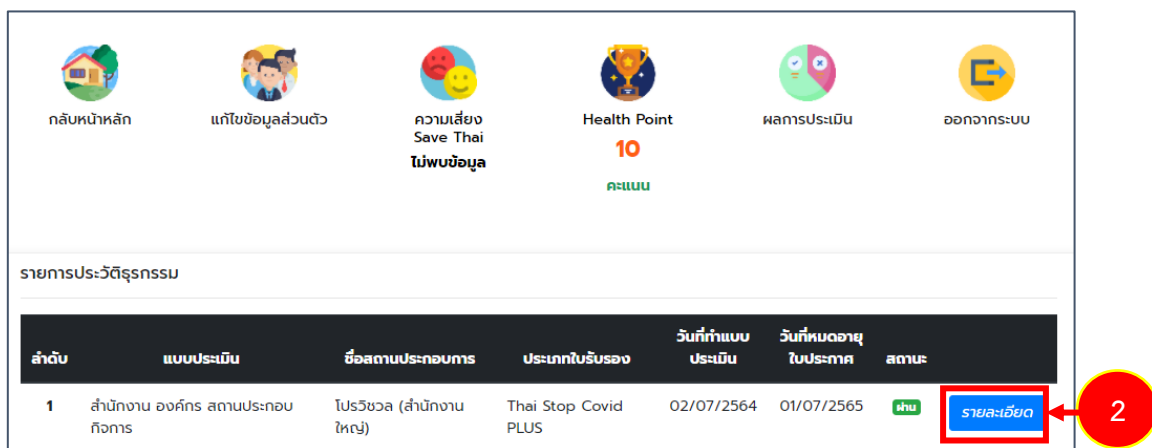 กลับหน้าหลัก
แก้ไขข้อมูลส่วนตัว
ความเสี่ยง
Save Thai
ไม่พบข้อมูล
Health Point
10
คะแนน
ผลการประเมิน
ออกจากระบบ
รายการประวัติธุรกรรม
ลำดับ แบบประเมิน ชื่อสถานประกอบการ ประเภทใบรับรอง วันที่ทำแบบ วันที่หมดอายุ สถานะ
ประเมิน ใบประกาศ
1 สำนักงาน องค์กร สถานประกอบ โปรวิชวล (สำนักงาน Thai Stop Covid 02/07/2564 01/07/2565 ผ่าน รายละเอียด 2
กิจการ ใหญ่) PLUS